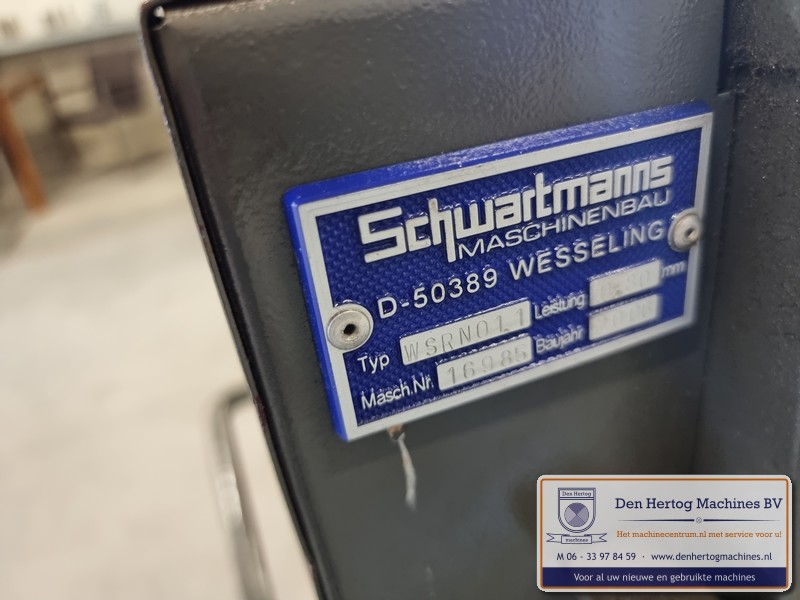 Schwartmanns
MASCHINENBAU
D-50389 WESSELING
Typ WSRN01,1 Leistung mm
Masch.Nr. 16985 Baujahr
Den Hertog
machines
Den Hertog Machines BV
Het machinecentrum.nl met service voor u!
M 06 - 33 97 84 59 · www.denhertogmachines.nl
Voor al uw nieuwe en gebruikte machines